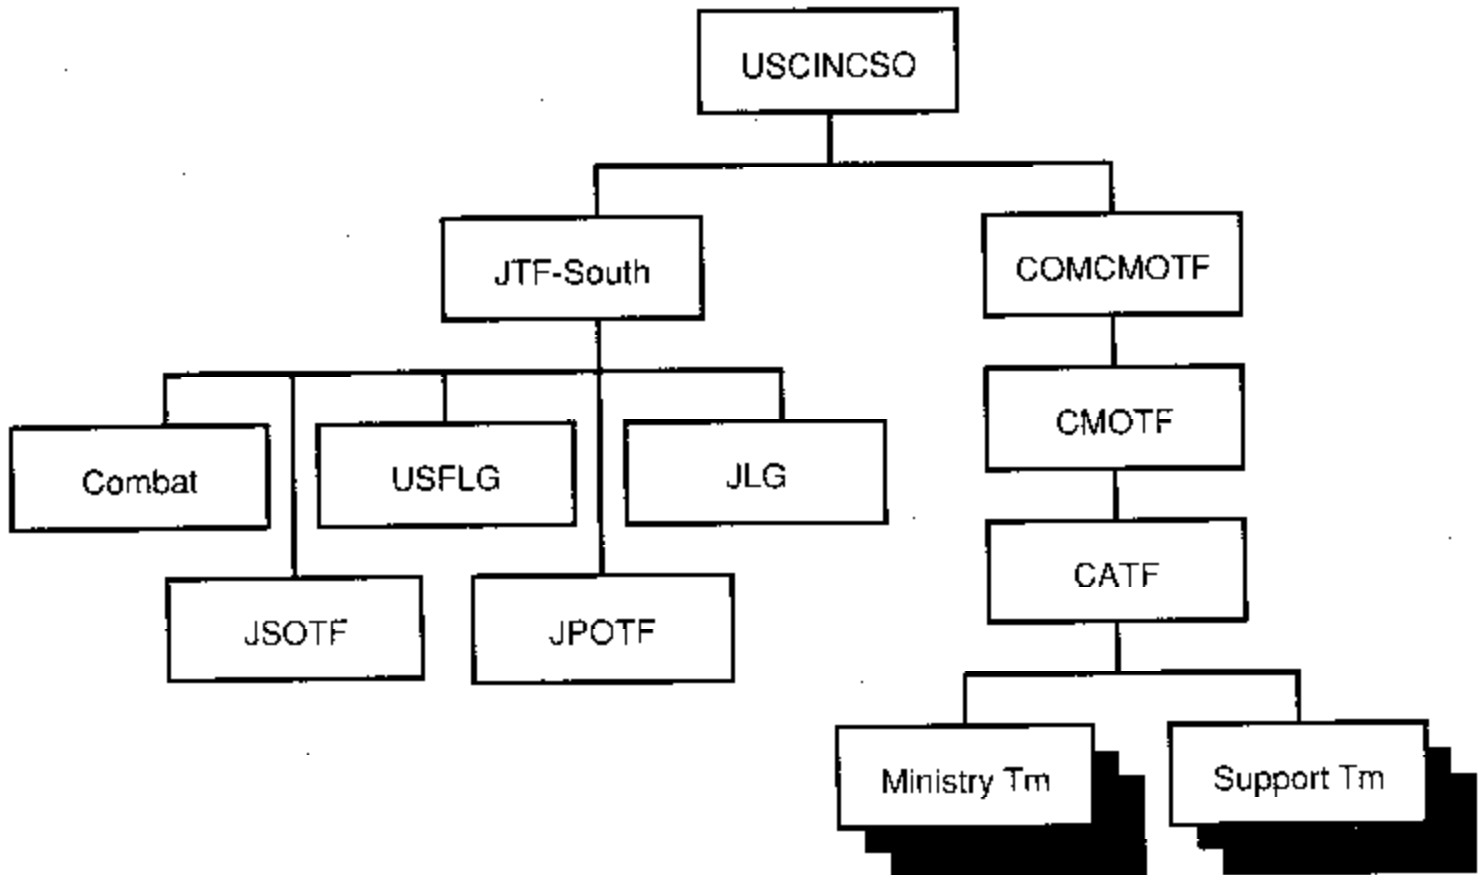 USCINCSO
JTF-South
COMCMOTF
CMOTF
Combat
USFLG
JLG
CATF
JSOTF
JPOTF
Ministry Tm
Support Tm